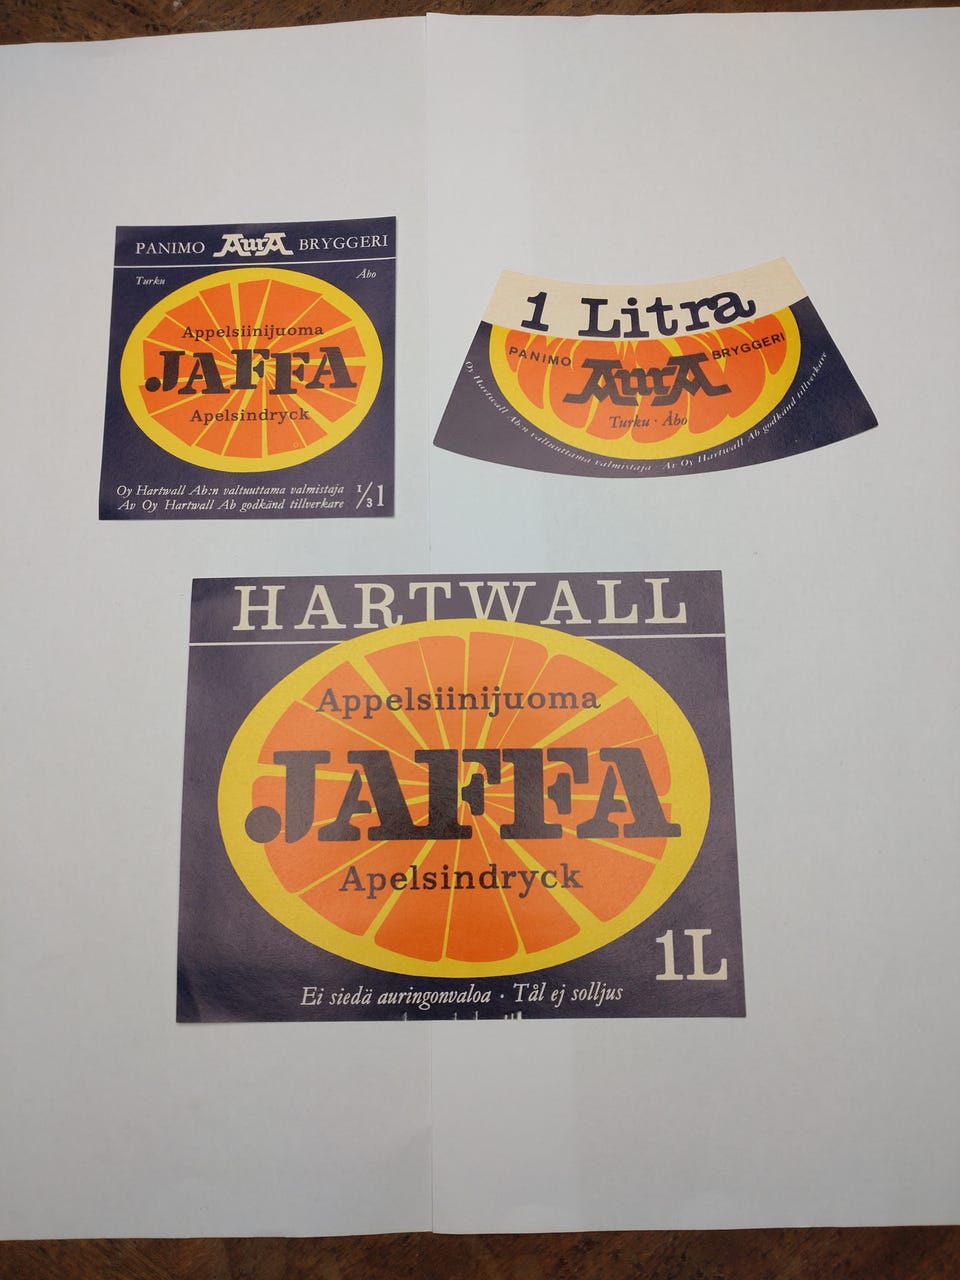 PANIMO AurA BRYGGERI
Turku Åbo
Appelsiinijuoma
JAFFA
Apelsindryck
Oy Hartwall Ab:n valtuuttama valmistaja
Av Oy Hartwall Ab godkänd tillverkare
1/3 l
1 Litra
PANIMO AurA BRYGGERI
Turku · Åbo
Oy Hartwall Ab:n valtuuttama valmistaja · Av Oy Hartwall Ab godkänd tillverkare
HARTWALL
Appelsiinijuoma
JAFFA
Apelsindryck
1L
Ei siedä auringonvaloa · Tål ej solljus